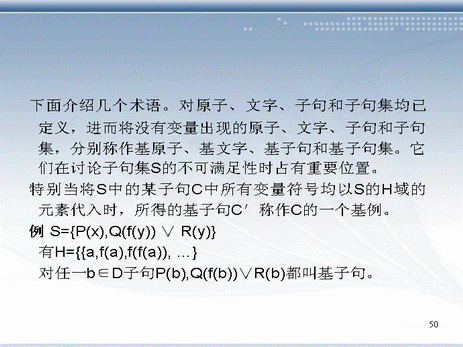 下面介绍几个术语。对原子、文字、子句和子句集均已
定义，进而将没有变量出现的原子、文字、子句和子句
集，分别称作基原子、基文字、基子句和基子句集。它
们在讨论子句集S的不可满足性时占有重要位置。
特别当将S中的某子句C中所有变量符号均以S的H域的
元素代入时，所得的基子句C′称作C的一个基例。
例 S={P(x),Q(f(y)) ∨ R(y)}
有H={{a,f(a),f(f(a)), …}
对任一b∈D子句P(b),Q(f(b))∨R(b)都叫基子句。
50